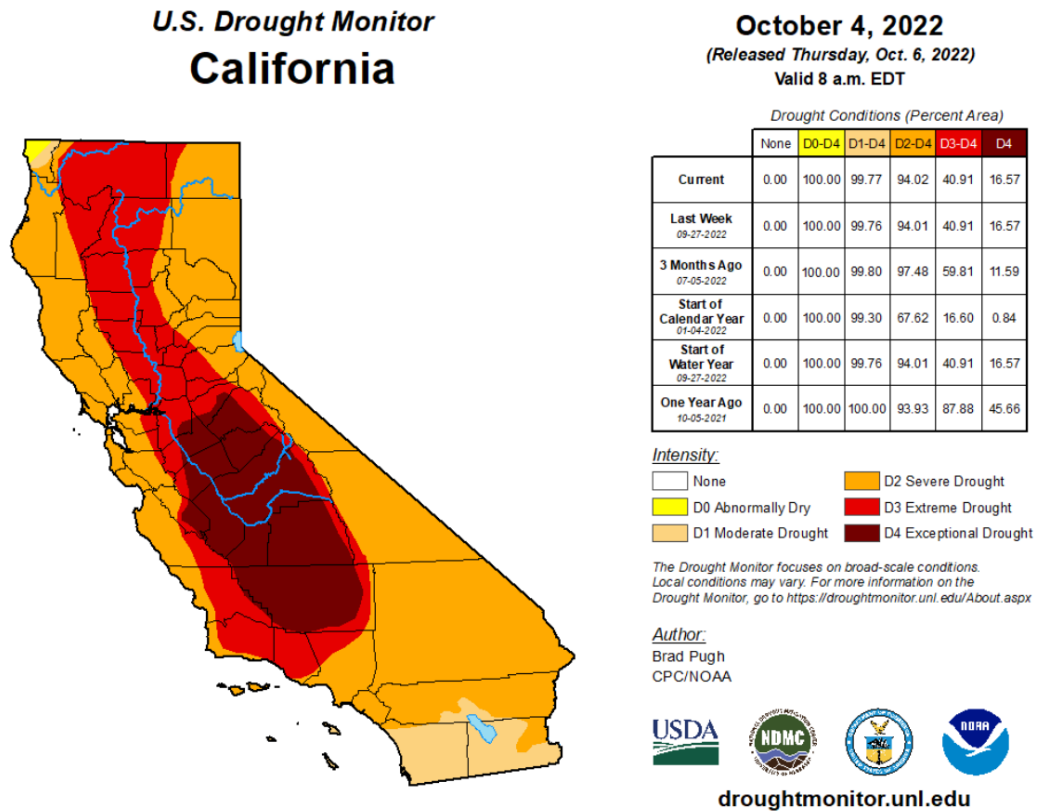 U.S. Drought Monitor
California
October 4, 2022
(Released Thursday, Oct. 6, 2022)
Valid 8 a.m. EDT
Drought Conditions (Percent Area)
None D0-D4 D1-D4 D2-D4 D3-D4 D4
Current 0.00 100.00 99.77 94.02 40.91 16.57
Last Week
09-27-2022 0.00 100.00 99.76 94.01 40.91 16.57
3 Months Ago
07-05-2022 0.00 100.00 99.80 97.48 59.81 11.59
Start of
Calendar Year
01-04-2022 0.00 100.00 99.30 67.62 16.60 0.84
Start of
Water Year
09-27-2022 0.00 100.00 99.76 94.01 40.91 16.57
One Year Ago
10-05-2021 0.00 100.00 100.00 93.93 87.88 45.66
Intensity:
None
D0 Abnormally Dry
D1 Moderate Drought
D2 Severe Drought
D3 Extreme Drought
D4 Exceptional Drought
The Drought Monitor focuses on broad-scale conditions.
Local conditions may vary. For more information on the
Drought Monitor, go to https://droughtmonitor.unl.edu/About.aspx
Author:
Brad Pugh
CPC/NOAA
USDA
NDMC
NOAA
droughtmonitor.unl.edu